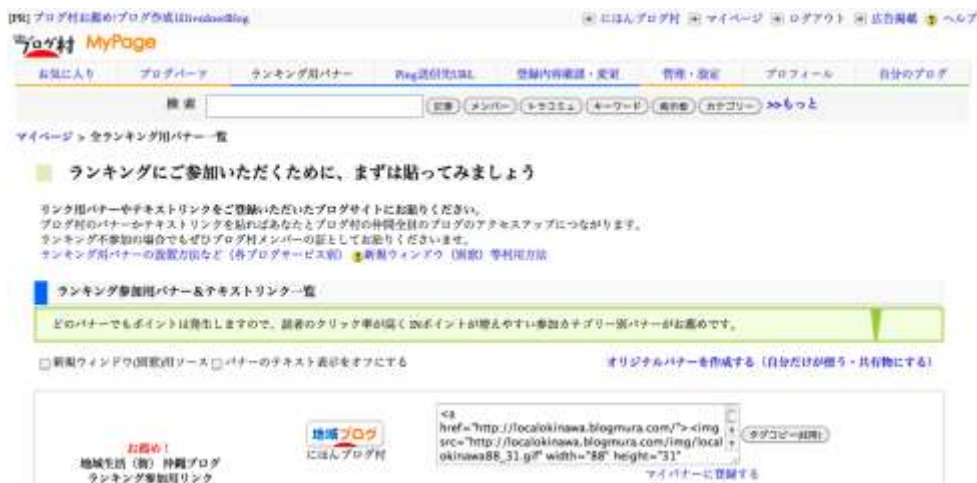 [PR] ブログ村お薦め!ブログ作成はlivedoorBlog
にほんブログ村 マイページ ログアウト 広告掲載 ヘルプ
ブログ村 MyPage
お気に入り ブログパーツ ランキング用バナー Ping送信先URL 登録内容確認・変更 管理・設定 プロフィール 自分のブログ
検索 記事 メンバー トラコミュ キーワード 掲示板 カテゴリー >>もっと
マイページ > 全ランキング用バナー一覧
ランキングにご参加いただくために、まずは貼ってみましょう
リンク用バナーやテキストリンクをご登録いただいたブログサイトにお貼りください。
ブログ村のバナーかテキストリンクを貼ればあなたとブログ村の仲間全員のブログのアクセスアップにつながります。
ランキング不参加の場合でもぜひブログ村メンバーの証としてお貼りくださいませ。
ランキング用バナーの設置方法など(各ブログサービス別) 新規ウィンドウ(別窓)等利用方法
ランキング参加用バナー&テキストリンク一覧
どのバナーでもポイントは発生しますので、読者のクリック率が高くINポイントが増えやすい参加カテゴリー別バナーがお薦めです。
新規ウィンドウ(別窓)用ソース バナーのテキスト表示をオフにする
オリジナルバナーを作成する(自分だけが使う・共有物にする)
お薦め!
地域生活(街) 沖縄ブログ
ランキング参加用リンク
地域ブログ
にほんブログ村
<a
href="http://localokinawa.blogmura.com/"><img
src="http://localokinawa.blogmura.com/img/local
okinawa88_31.gif" width="88" height="31"
タグコピー(IE用)
マイバナーに登録する